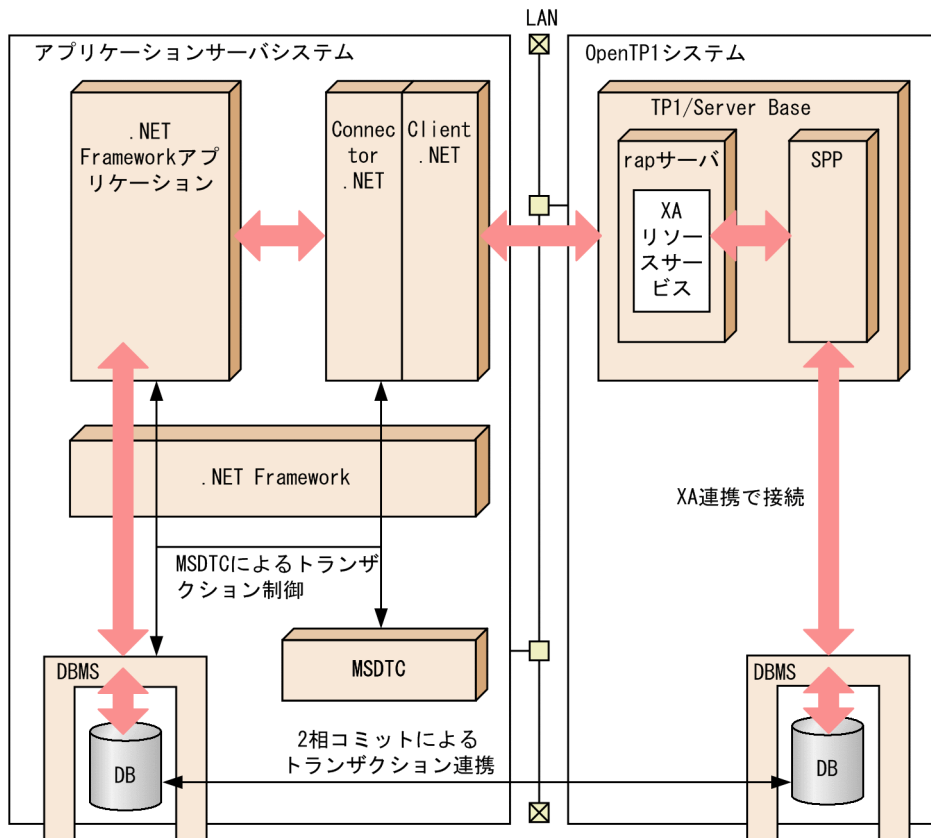 LAN
アプリケーションサーバシステム
.NET
Frameworkアプ
リケーション
Connec
tor
.NET
Client
.NET
.NET Framework
MSDTCによるトランザ
クション制御
MSDTC
DBMS
DB
2相コミットによる
トランザクション連携
OpenTP1システム
TP1/Server Base
rapサーバ
XA
リソー
スサー
ビス
SPP
XA連携で接続
DBMS
DB